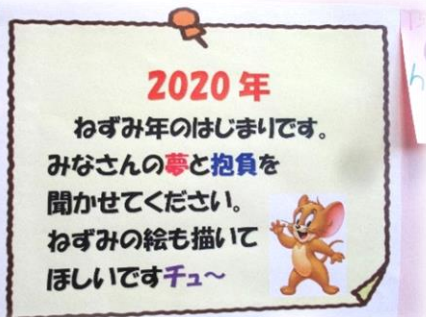 2020年
ねずみ年のはじまりです。
みなさんの夢と抱負を
聞かせてください。
ねずみの絵も描いて
ほしいですチュ〜